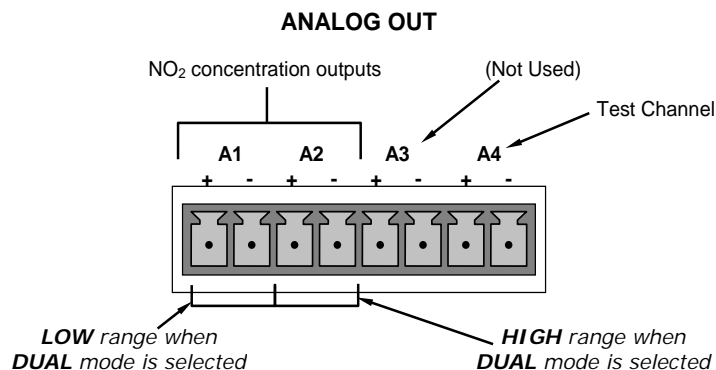 ANALOG OUT
NO₂ concentration outputs
(Not Used)
Test Channel
A1 A2 A3 A4
+ - + - + - + -
LOW range when
DUAL mode is selected
HIGH range when
DUAL mode is selected